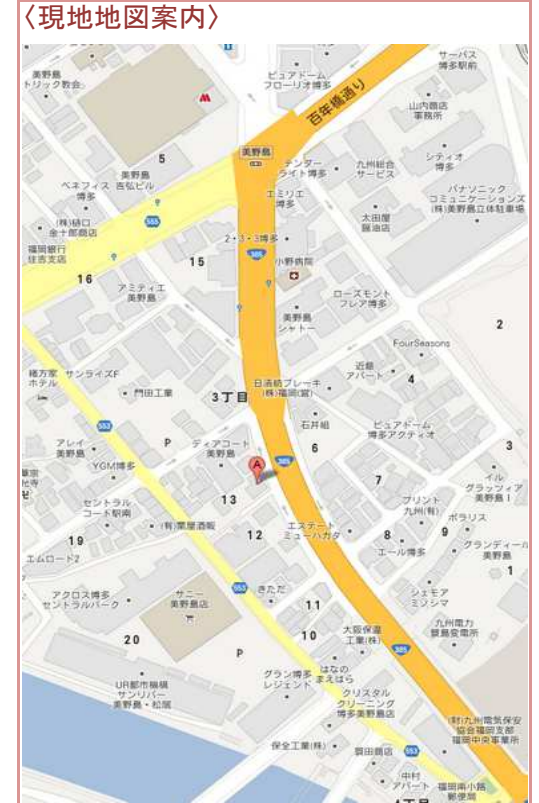 〈現地地図案内〉
美野島
トリック教会
ピュアドーム
フローリオ博多
百年橋通り
サーパス
博多駅前
山内商店
事務所
5
美野島
テンダー
ライト博多
九州総合
サービス
シティオ
博多
ベネフィス
博多
美野島
吉弘ビル
エミリエ
博多
パナソニック
コミュニケーションズ
(株)美野島立体駐車場
(株)樋口
金十郎商店
555
太田屋
醤油店
福岡銀行
住吉支店
2・3・3博多
385
小野病院
15
16
アミティエ
美野島
ローズモント
フレア博多
美野島
シャトー
2
FourSeasons
緒方家
ホテル
サンライズF
近鉄
アパート
4
門田工業
3丁目
日清紡ブレーキ
(株)福岡(営)
553
石井組
ピュアドーム
博多アクティオ
アレイ
美野島
P
ディアコート
美野島
6
3
YGM博多
A
385
イル
グラッツィア
美野島I
7
セントラル
コート駅南
13
プリント
九州(有)
ポラリス
(有)葉屋酒販
12
エステート
ミューハカタ
9
19
8
エール博多
グランディール
美野島
エムロード2
1
アクロス博多
セントラルパーク
サニー
美野島店
553
きただ
シェモア
ミノシマ
11
20
10
大阪保温
工業(株)
九州電力
簑島変電所
385
P
グラン博多
レジェンド
はなの
まえはら
UR都市機構
サンリバー
美野島・松風
クリスタル
クリーニング
博多美野島店
(財)九州電気保安
協会福岡支部
福岡中央事業所
保全工業(株)
羽田商店
553
中村
アパート
福岡南小路
郵便局
4丁目